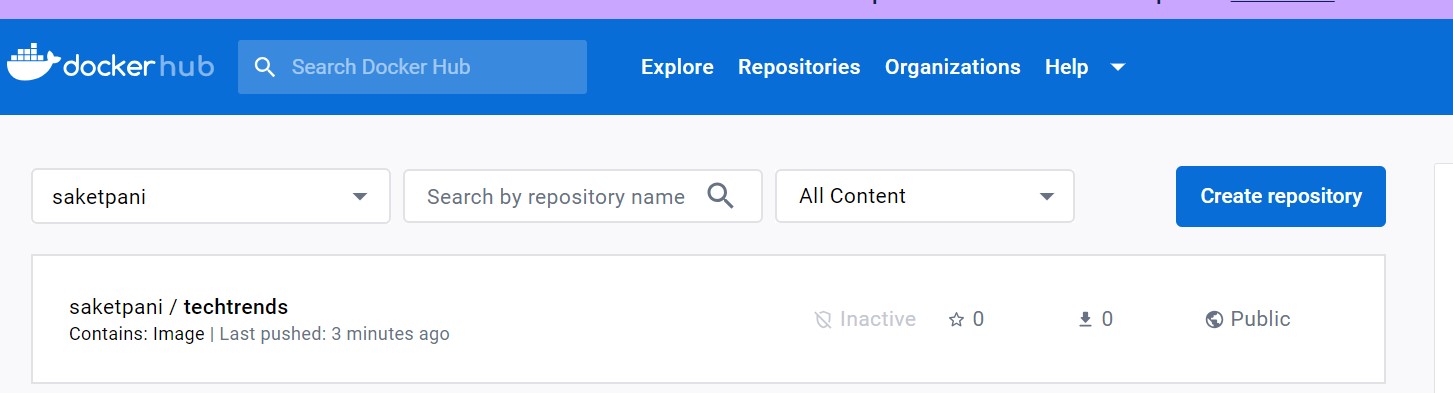 docker hub
Search Docker Hub
Explore Repositories Organizations Help
saketpani
Search by repository name
All Content
Create repository
saketpani / techtrends
Contains: Image | Last pushed: 3 minutes ago
Inactive
0
0
Public